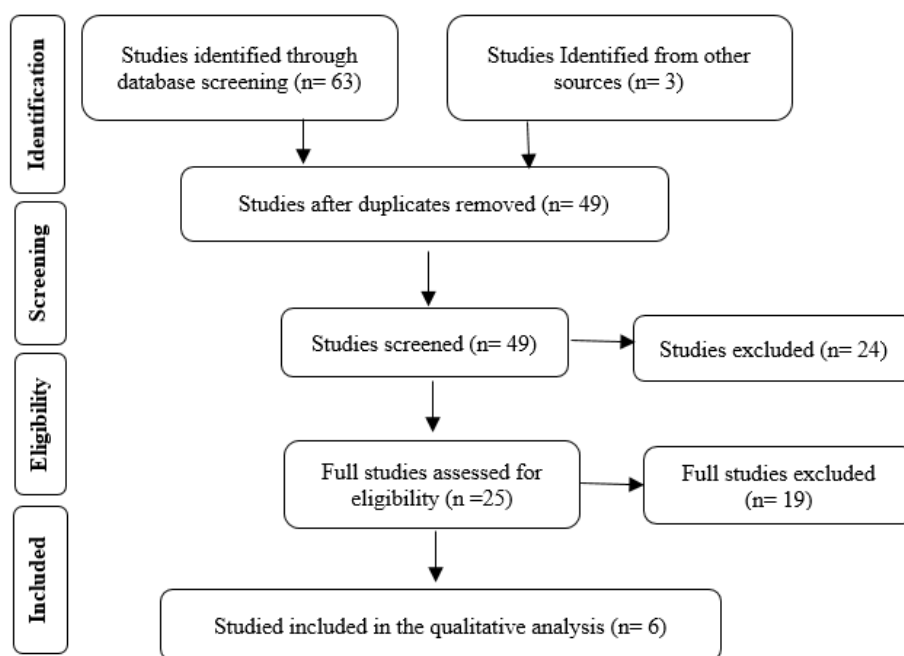 Identification
Studies identified through
database screening (n= 63)
Studies Identified from other
sources (n= 3)
Studies after duplicates removed (n= 49)
Screening
Studies screened (n= 49)
Studies excluded (n= 24)
Eligibility
Full studies assessed for
eligibility (n =25)
Full studies excluded
(n= 19)
Included
Studied included in the qualitative analysis (n= 6)